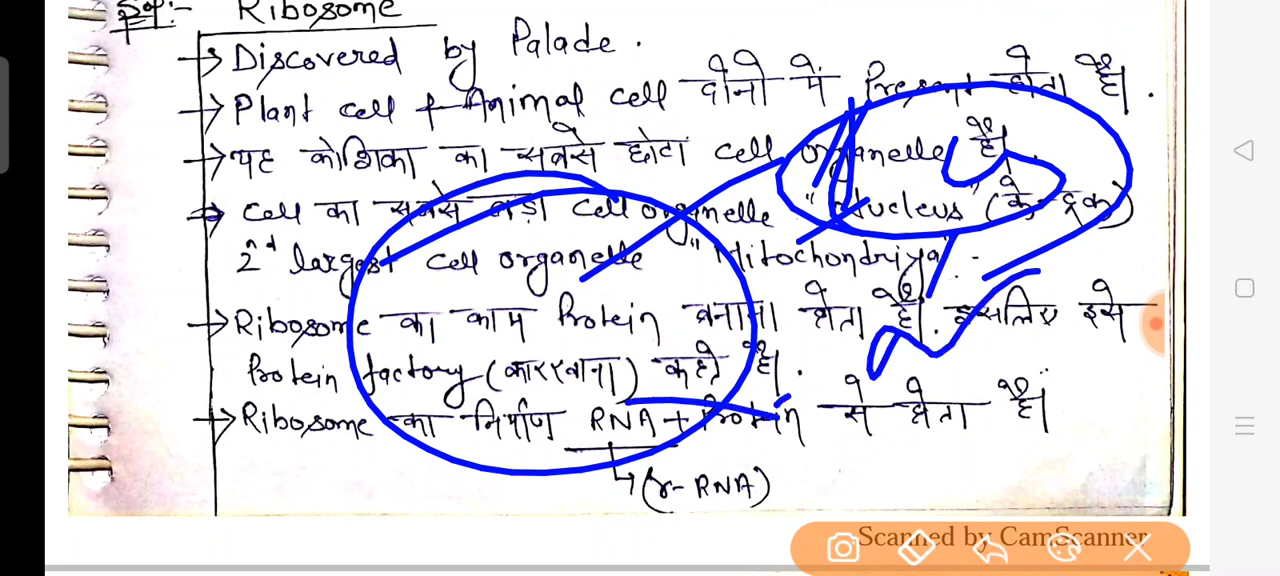 Ribosome
→ Discovered by Palade.
→ Plant cell + Animal cell दोनो में Present होता है।.
→ यह कोशिका का सबसे छोटा cell organelle है।.
→ Cell का सबसे बड़ा cell organelle "Nucleus" (केन्द्रक)
2nd largest cell organelle "Mitochondriya".
→ Ribosome का काम Protein बनाना होता है।. इसलिए इसे
Protein factory (कारखाना) कहते है।.
→ Ribosome का निर्माण RNA + Protein से होता है।
↳ (r-RNA)
Scanned by CamScanner